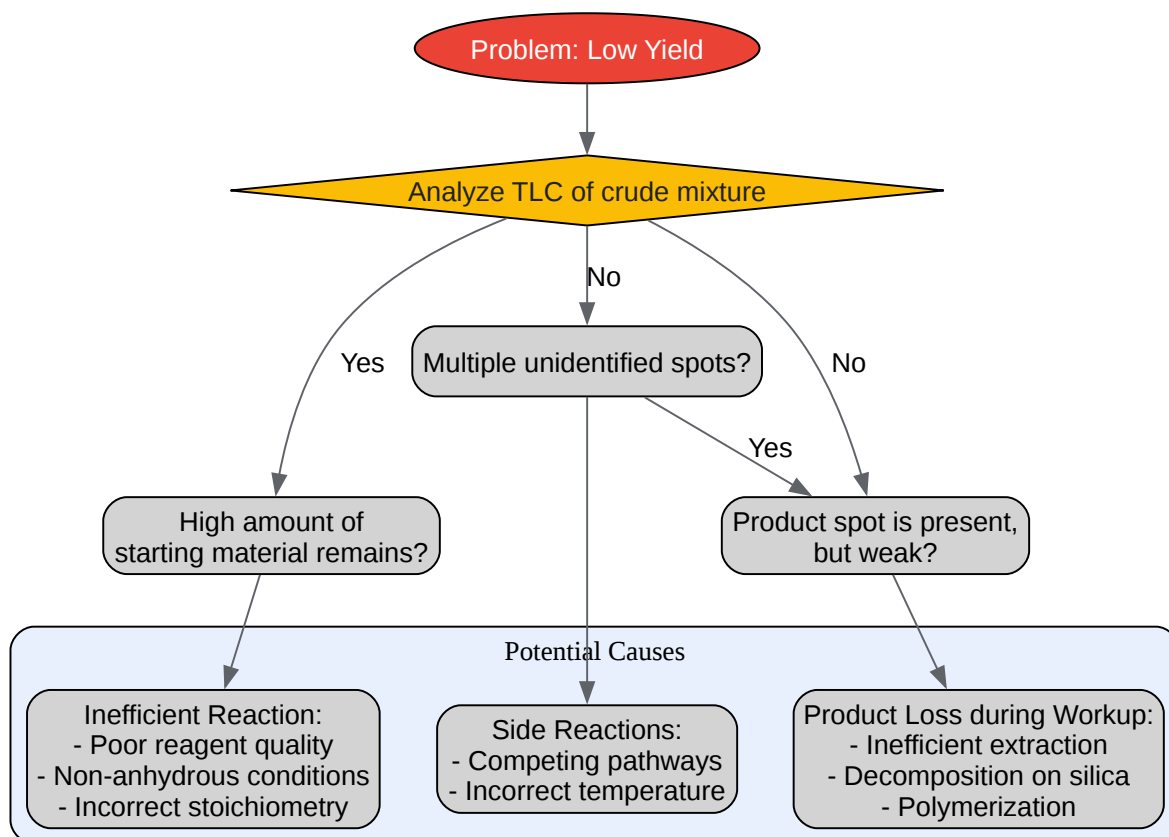 Problem: Low Yield
Analyze TLC of crude mixture
No
Multiple unidentified spots?
Yes
No
Yes
High amount of
starting material remains?
Product spot is present,
but weak?
Potential Causes
Inefficient Reaction:
- Poor reagent quality
- Non-anhydrous conditions
- Incorrect stoichiometry
Side Reactions:
- Competing pathways
- Incorrect temperature
Product Loss during Workup:
- Inefficient extraction
- Decomposition on silica
- Polymerization